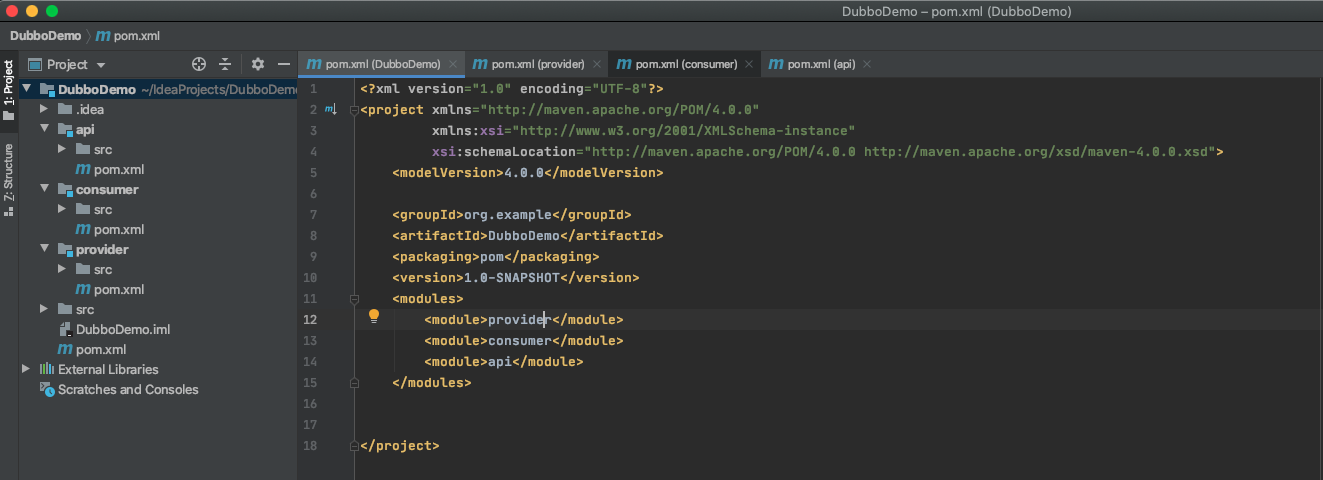 DubboDemo – pom.xml (DubboDemo)
DubboDemo pom.xml
1: Project
Z: Structure
Project
DubboDemo ~/IdeaProjects/DubboDemo
.idea
api
src
pom.xml
consumer
src
pom.xml
provider
src
pom.xml
src
DubboDemo.iml
pom.xml
External Libraries
Scratches and Consoles
pom.xml (DubboDemo) pom.xml (provider) pom.xml (consumer) pom.xml (api)
1 <?xml version="1.0" encoding="UTF-8"?>
2 <project xmlns="http://maven.apache.org/POM/4.0.0"
3 xmlns:xsi="http://www.w3.org/2001/XMLSchema-instance"
4 xsi:schemaLocation="http://maven.apache.org/POM/4.0.0 http://maven.apache.org/xsd/maven-4.0.0.xsd">
5 <modelVersion>4.0.0</modelVersion>
6
7 <groupId>org.example</groupId>
8 <artifactId>DubboDemo</artifactId>
9 <packaging>pom</packaging>
10 <version>1.0-SNAPSHOT</version>
11 <modules>
12 <module>provider</module>
13 <module>consumer</module>
14 <module>api</module>
15 </modules>
16
17
18 </project>